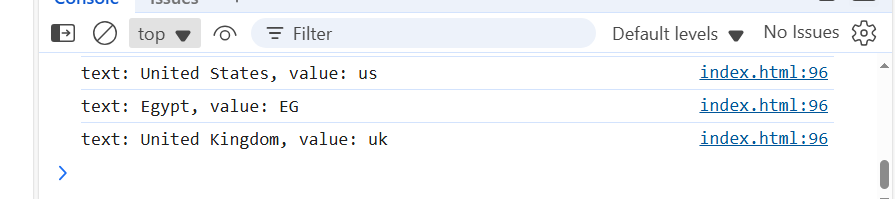 Console Issues +
top Filter Default levels No Issues
text: United States, value: us index.html:96
text: Egypt, value: EG index.html:96
text: United Kingdom, value: uk index.html:96
>